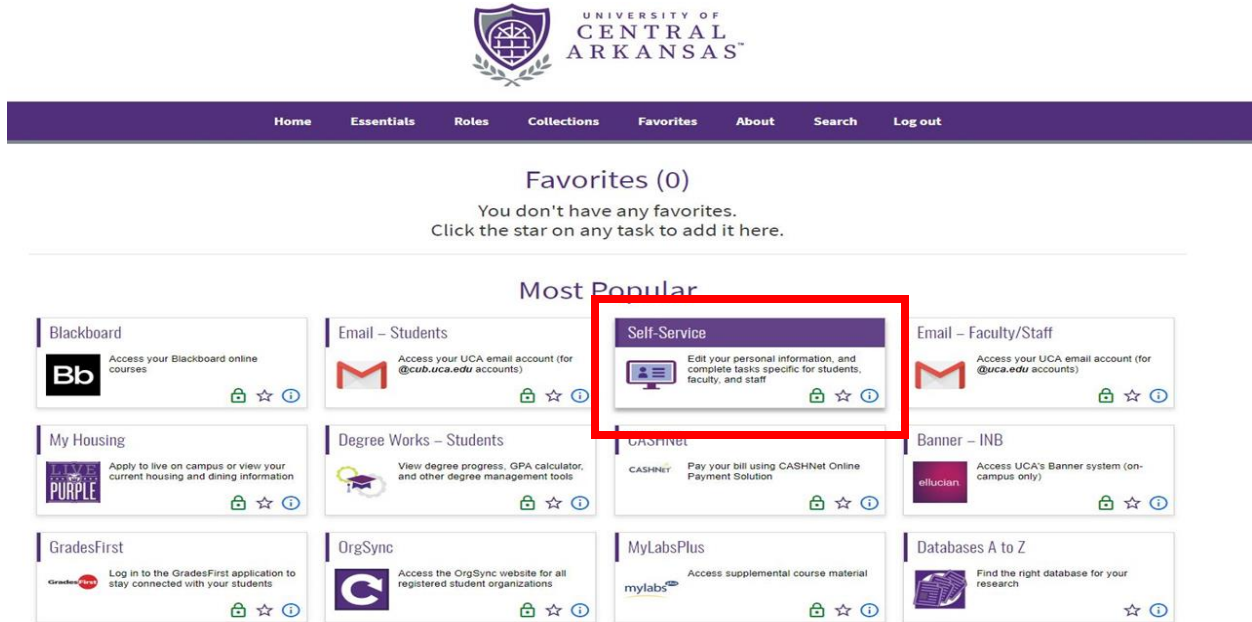 UNIVERSITY OF
CENTRAL
ARKANSAS™
Home Essentials Roles Collections Favorites About Search Log out
Favorites (0)
You don't have any favorites.
Click the star on any task to add it here.
Most Popular
Blackboard
Bb
Access your Blackboard online
courses
Email – Students
Access your UCA email account (for
@cub.uca.edu accounts)
Self-Service
Edit your personal information, and
complete tasks specific for students,
faculty, and staff
Email – Faculty/Staff
Access your UCA email account (for
@uca.edu accounts)
My Housing
LIVE
PURPLE
Apply to live on campus or view your
current housing and dining information
Degree Works – Students
View degree progress, GPA calculator,
and other degree management tools
CASHNet
CASHNet
Pay your bill using CASHNet Online
Payment Solution
Banner – INB
ellucian
Access UCA's Banner system (on-
campus only)
GradesFirst
GradesFirst
Log in to the GradesFirst application to
stay connected with your students
OrgSync
Access the OrgSync website for all
registered student organizations
MyLabsPlus
mylabsplus
Access supplemental course material
Databases A to Z
Find the right database for your
research